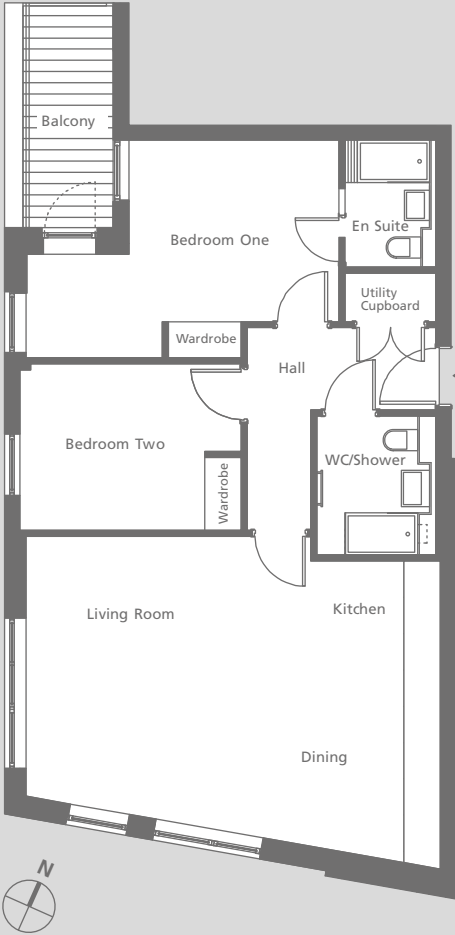 Balcony
Bedroom One
En Suite
Utility
Cupboard
Wardrobe
Hall
Bedroom Two
WC/Shower
Wardrobe
Living Room
Kitchen
Dining
N